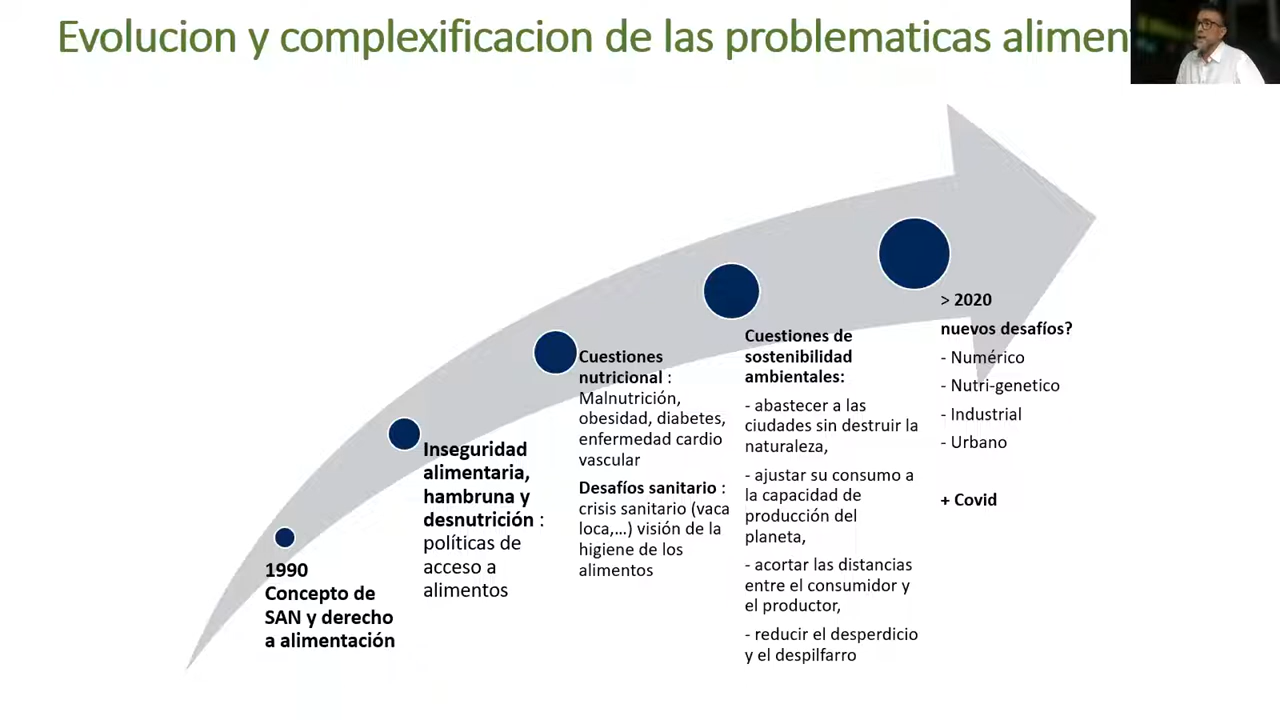 Evolucion y complexificacion de las problematicas alimen
1990
Concepto de
SAN y derecho
a alimentación
Inseguridad
alimentaria,
hambruna y
desnutrición :
políticas de
acceso a
alimentos
Cuestiones
nutricional :
Malnutrición,
obesidad, diabetes,
enfermedad cardio
vascular
Desafíos sanitario :
crisis sanitario (vaca
loca,...) visión de la
higiene de los
alimentos
Cuestiones de
sostenibilidad
ambientales:
- abastecer a las
ciudades sin destruir la
naturaleza,
- ajustar su consumo a
la capacidad de
producción del
planeta,
- acortar las distancias
entre el consumidor y
el productor,
- reducir el desperdicio
y el despilfarro
> 2020
nuevos desafíos?
- Numérico
- Nutri-genetico
- Industrial
- Urbano
+ Covid